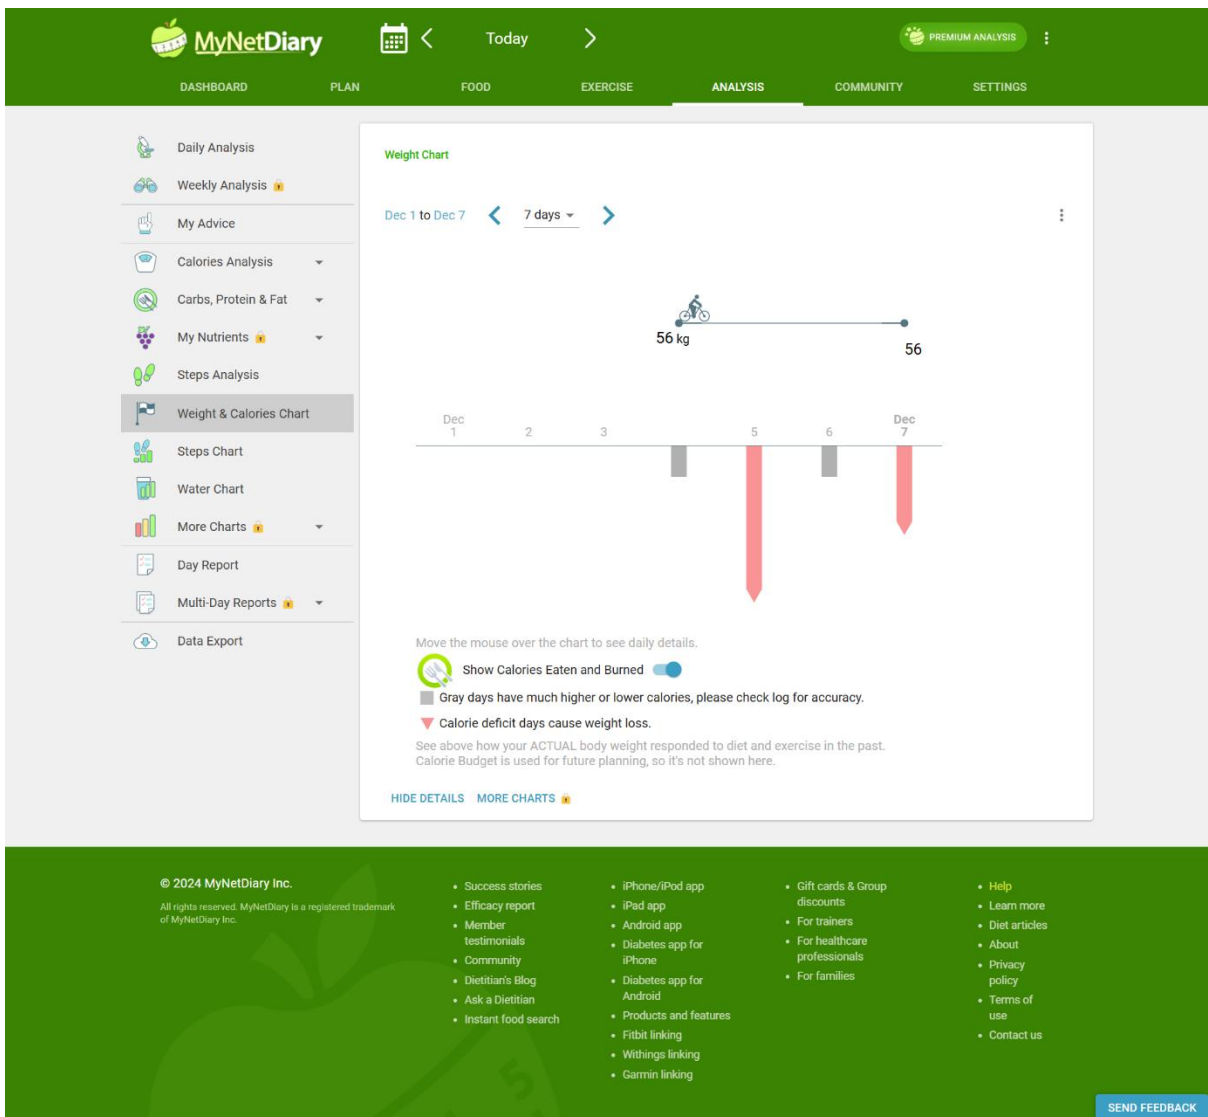 MyNetDiary
Today
PREMIUM ANALYSIS
DASHBOARD PLAN FOOD EXERCISE ANALYSIS COMMUNITY SETTINGS
Daily Analysis
Weekly Analysis
My Advice
Calories Analysis
Carbs, Protein & Fat
My Nutrients
Steps Analysis
Weight & Calories Chart
Steps Chart
Water Chart
More Charts
Day Report
Multi-Day Reports
Data Export
Weight Chart
Dec 1 to Dec 7 7 days
56 kg
56
Dec Dec
1 2 3 5 6 7
Move the mouse over the chart to see daily details.
Show Calories Eaten and Burned
Gray days have much higher or lower calories, please check log for accuracy.
Calorie deficit days cause weight loss.
See above how your ACTUAL body weight responded to diet and exercise in the past.
Calorie Budget is used for future planning, so it's not shown here.
HIDE DETAILS MORE CHARTS
© 2024 MyNetDiary Inc.
All rights reserved. MyNetDiary is a registered trademark
of MyNetDiary Inc.
• Success stories
• Efficacy report
• Member
testimonials
• Community
• Dietitian's Blog
• Ask a Dietitian
• Instant food search
• iPhone/iPod app
• iPad app
• Android app
• Diabetes app for
iPhone
• Diabetes app for
Android
• Products and features
• Fitbit linking
• Withings linking
• Garmin linking
• Gift cards & Group
discounts
• For trainers
• For healthcare
professionals
• For families
• Help
• Learn more
• Diet articles
• About
• Privacy
policy
• Terms of
use
• Contact us
5
SEND FEEDBACK